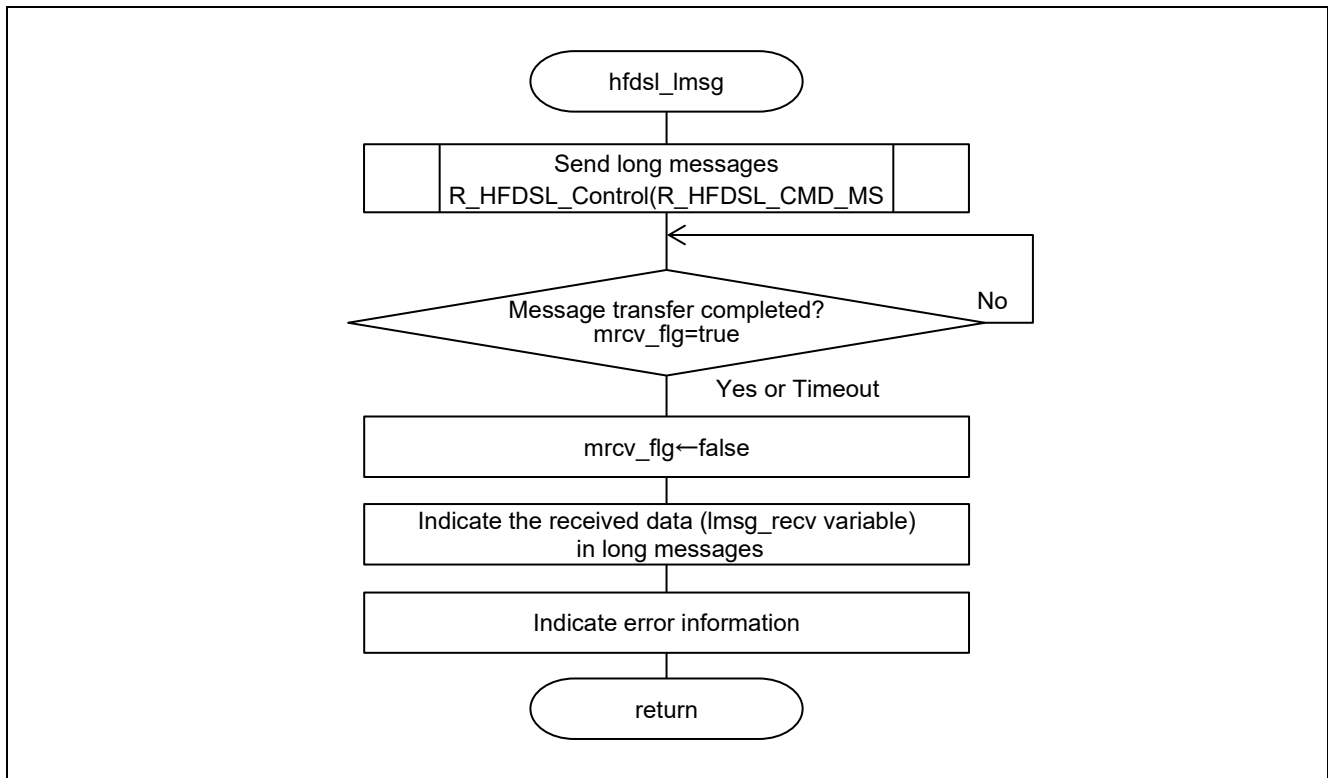 hfdsl_lmsg
Send long messages
R_HFDSL_Control(R_HFDSL_CMD_MS
Message transfer completed?
mrcv_flg=true
No
Yes or Timeout
mrcv_flg←false
Indicate the received data (lmsg_recv variable)
in long messages
Indicate error information
return